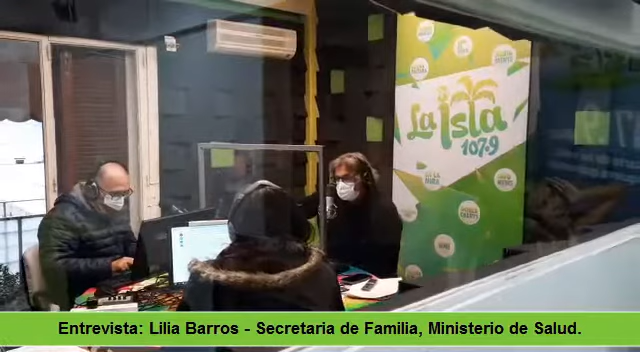 La
Isla
107.9
Entrevista: Lilia Barros - Secretaria de Familia, Ministerio de Salud.